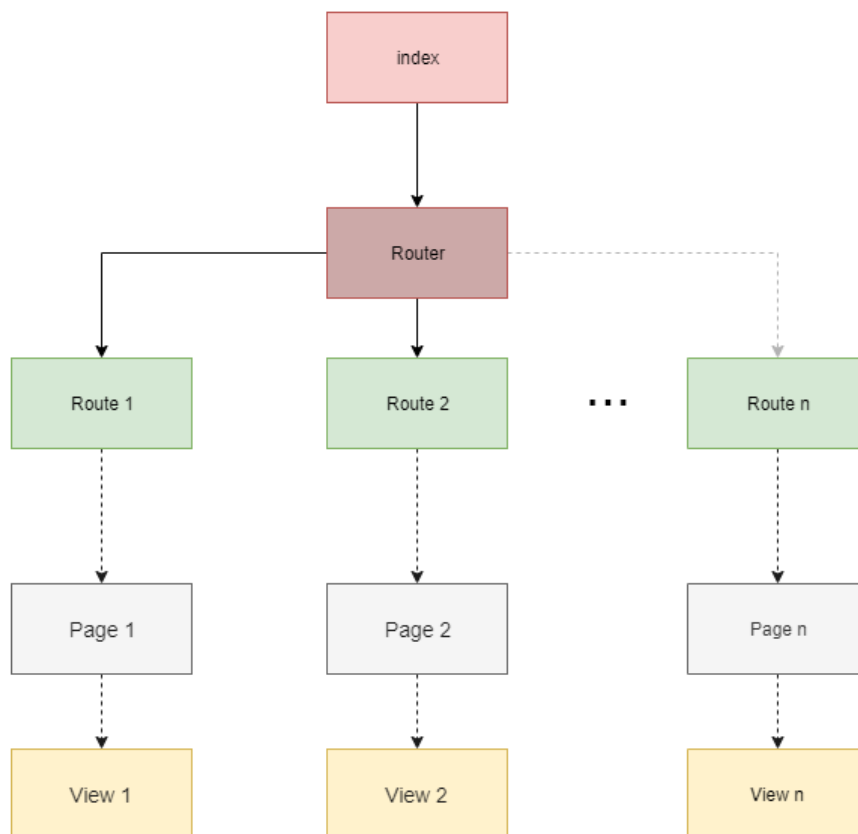 index
Router
Route 1
Route 2
...
Route n
Page 1
Page 2
Page n
View 1
View 2
View n